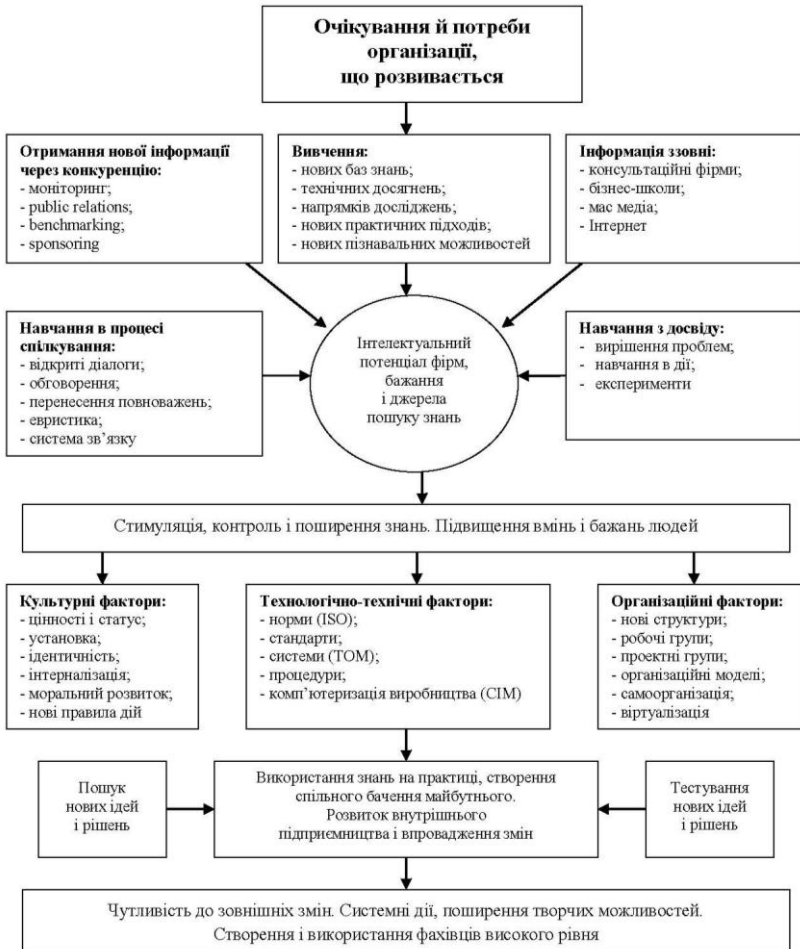 Очікування й потреби
організації,
що розвивається
Отримання нової інформації
через конкуренцію:
- моніторинг;
- public relations;
- benchmarking;
- sponsoring
Вивчення:
- нових баз знань;
- технічних досягнень;
- напрямків досліджень;
- нових практичних підходів;
- нових пізнавальних можливостей
Інформація ззовні:
- консультаційні фірми;
- бізнес-школи;
- мас медіа;
- Інтернет
Навчання в процесі
спілкування:
- відкриті діалоги;
- обговорення;
- перенесення повноважень;
- евристика;
- система зв’язку
Інтелектуальний
потенціал фірм,
бажання
і джерела
пошуку знань
Навчання з досвіду:
- вирішення проблем;
- навчання в дії;
- експерименти
Стимуляція, контроль і поширення знань. Підвищення вмінь і бажань людей
Культурні фактори:
- цінності і статус;
- установка;
- ідентичність;
- інтерналізація;
- моральний розвиток;
- нові правила дій
Технологічно-технічні фактори:
- норми (ISO);
- стандарти;
- системи (ТОМ);
- процедури;
- комп’ютеризація виробництва (СІМ)
Організаційні фактори:
- нові структури;
- робочі групи;
- проектні групи;
- організаційні моделі;
- самоорганізація;
- віртуалізація
Пошук
нових ідей
і рішень
Використання знань на практиці, створення
спільного бачення майбутнього.
Розвиток внутрішнього
підприємництва і впровадження змін
Тестування
нових ідей
і рішень
Чутливість до зовнішніх змін. Системні дії, поширення творчих можливостей.
Створення і використання фахівців високого рівня